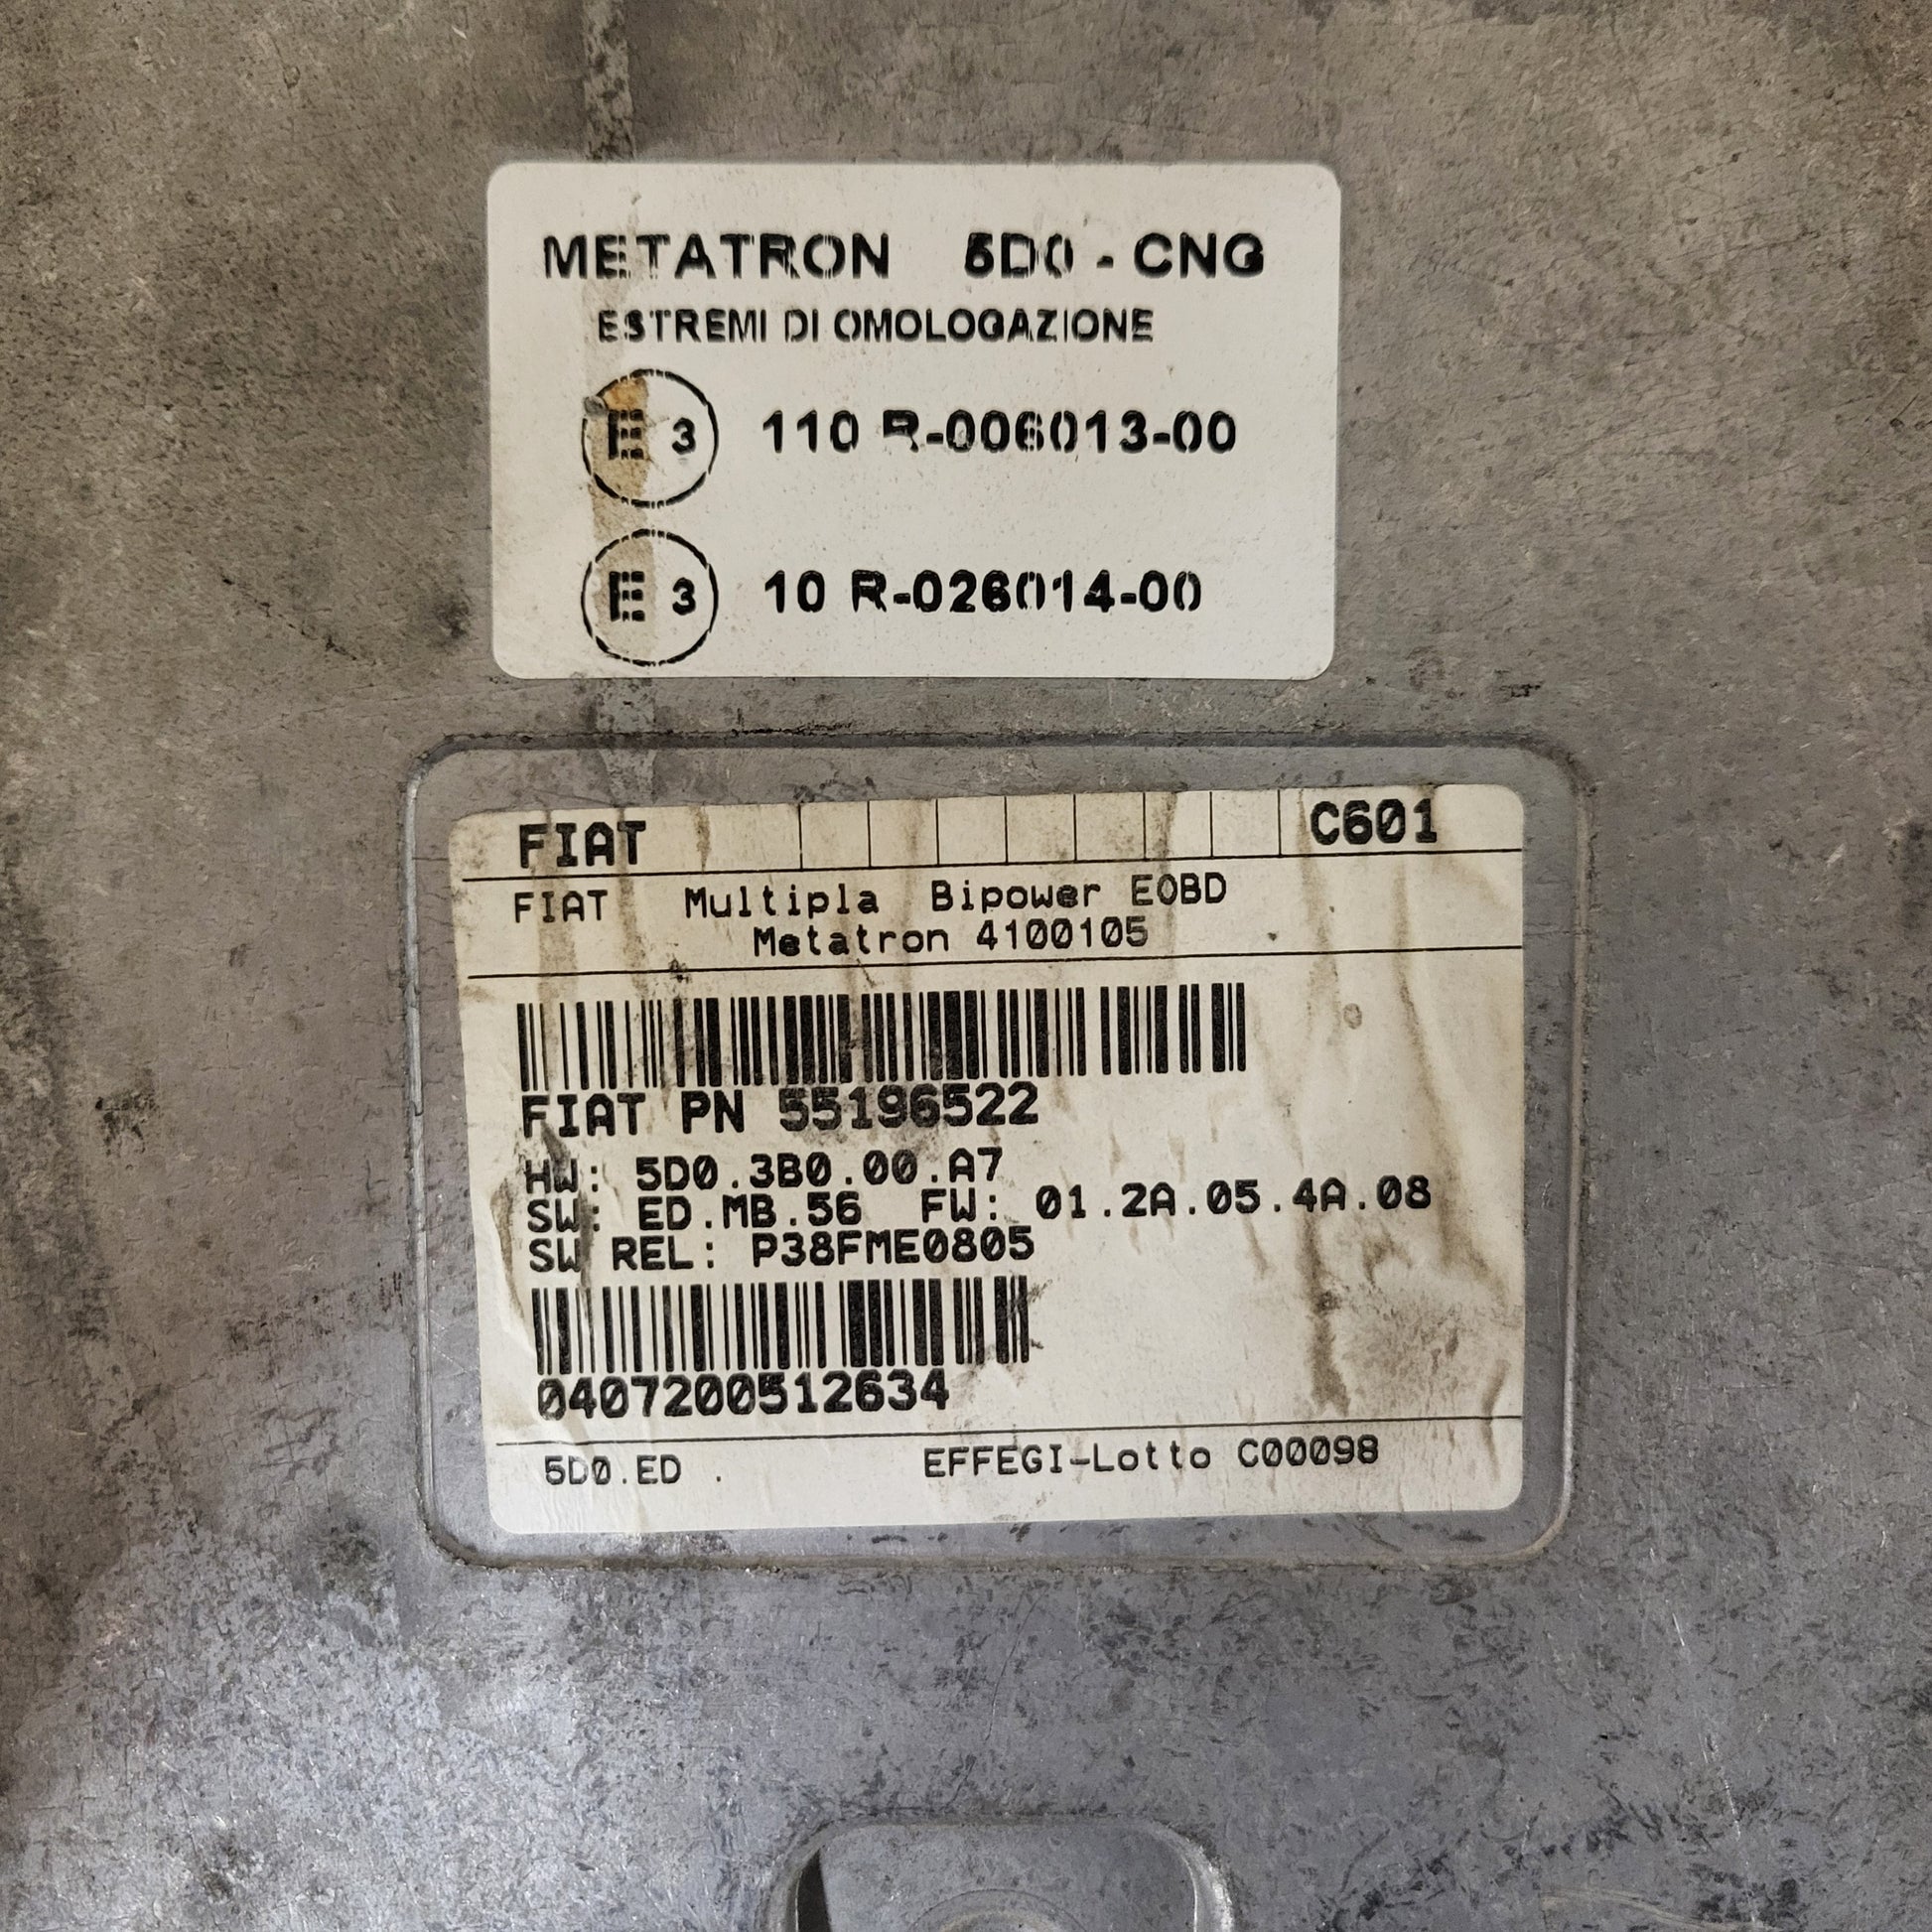 METATRON 5D0 - CNG
ESTREMI DI OMOLOGAZIONE
E 3 110 R-006013-00
E 3 10 R-026014-00
FIAT C601
FIAT Multipla Bipower EOBD
Metatron 4100105
FIAT PN 55196522
HW: 5D0.3B0.00.A7
SW: ED.MB.56 FW: 01.2A.05.4A.08
SW REL: P38FME0805
0407200512634
5D0.ED . EFFEGI-Lotto C00098